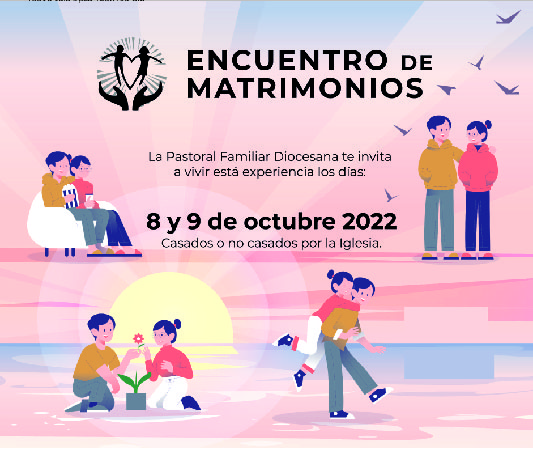 ENCUENTRO DE
MATRIMONIOS
La Pastoral Familiar Diocesana te invita
a vivir está experiencia los días:
8 y 9 de octubre 2022
Casados o no casados por la Iglesia.